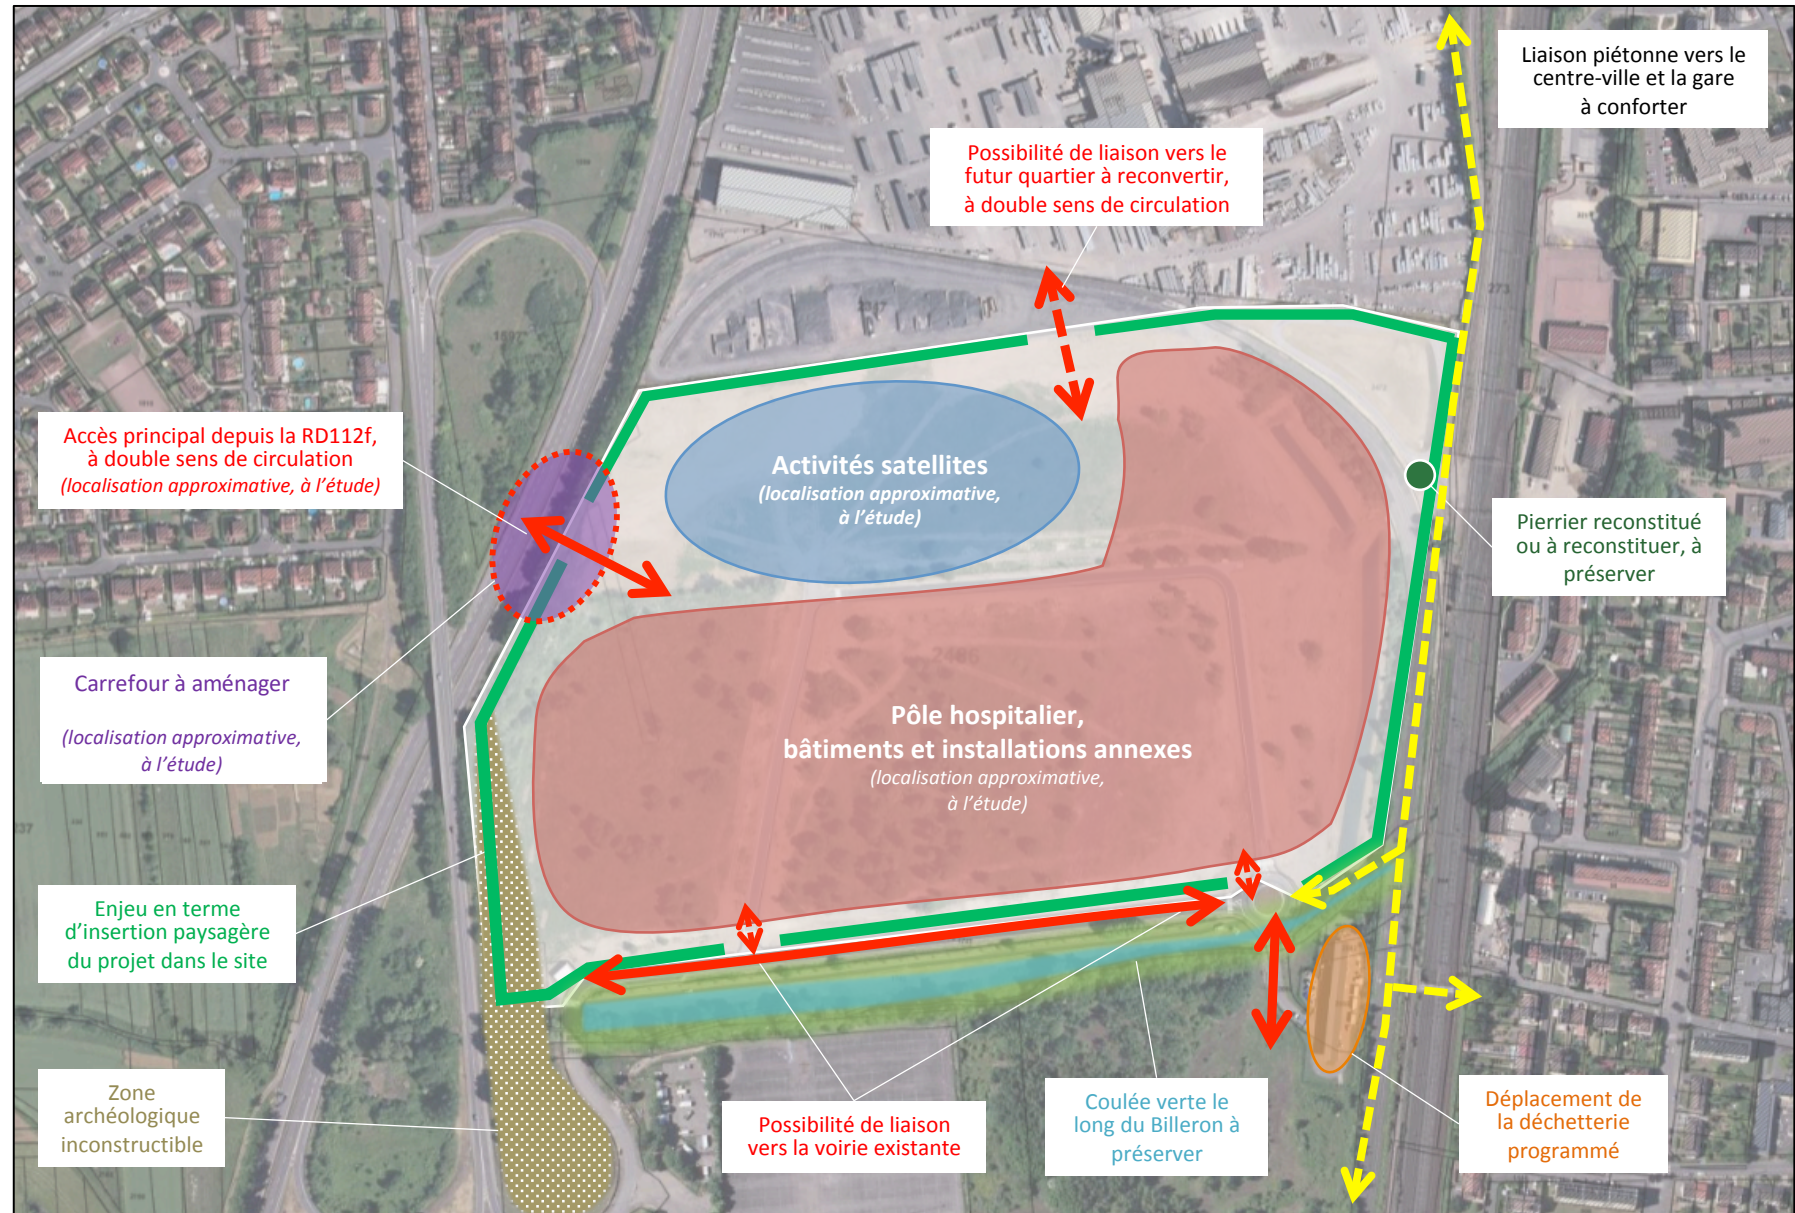 Liaison piétonne vers le
centre-ville et la gare
à conforter
Possibilité de liaison vers le
futur quartier à reconvertir,
à double sens de circulation
Accès principal depuis la RD112f,
à double sens de circulation
(localisation approximative, à l'étude)
Activités satellites
(localisation approximative,
à l'étude)
Pierrier reconstitué
ou à reconstituer, à
préserver
Carrefour à aménager
(localisation approximative,
à l'étude)
Pôle hospitalier,
bâtiments et installations annexes
(localisation approximative,
à l'étude)
Enjeu en terme
d'insertion paysagère
du projet dans le site
Zone
archéologique
inconstructible
Possibilité de liaison
vers la voirie existante
Coulée verte le
long du Billeron à
préserver
Déplacement de
la déchetterie
programmé